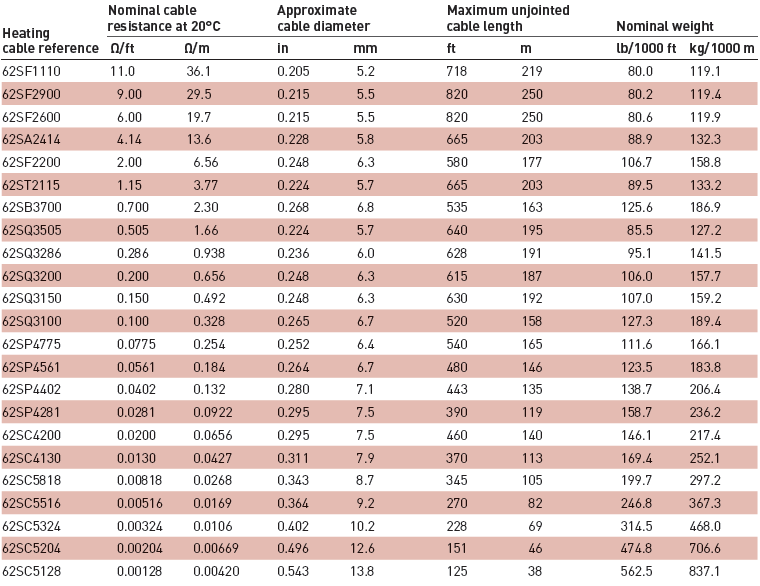 Nominal cable Approximate Maximum unjointed
Heating resistance at 20°C cable diameter cable length Nominal weight
cable reference Ω/ft Ω/m in mm ft m lb/1000 ft kg/1000 m
62SF1110 11.0 36.1 0.205 5.2 718 219 80.0 119.1
62SF2900 9.00 29.5 0.215 5.5 820 250 80.2 119.4
62SF2600 6.00 19.7 0.215 5.5 820 250 80.6 119.9
62SA2414 4.14 13.6 0.228 5.8 665 203 88.9 132.3
62SF2200 2.00 6.56 0.248 6.3 580 177 106.7 158.8
62ST2115 1.15 3.77 0.224 5.7 665 203 89.5 133.2
62SB3700 0.700 2.30 0.268 6.8 535 163 125.6 186.9
62SQ3505 0.505 1.66 0.224 5.7 640 195 85.5 127.2
62SQ3286 0.286 0.938 0.236 6.0 628 191 95.1 141.5
62SQ3200 0.200 0.656 0.248 6.3 615 187 106.0 157.7
62SQ3150 0.150 0.492 0.248 6.3 630 192 107.0 159.2
62SQ3100 0.100 0.328 0.265 6.7 520 158 127.3 189.4
62SP4775 0.0775 0.254 0.252 6.4 540 165 111.6 166.1
62SP4561 0.0561 0.184 0.264 6.7 480 146 123.5 183.8
62SP4402 0.0402 0.132 0.280 7.1 443 135 138.7 206.4
62SP4281 0.0281 0.0922 0.295 7.5 390 119 158.7 236.2
62SC4200 0.0200 0.0656 0.295 7.5 460 140 146.1 217.4
62SC4130 0.0130 0.0427 0.311 7.9 370 113 169.4 252.1
62SC5818 0.00818 0.0268 0.343 8.7 345 105 199.7 297.2
62SC5516 0.00516 0.0169 0.364 9.2 270 82 246.8 367.3
62SC5324 0.00324 0.0106 0.402 10.2 228 69 314.5 468.0
62SC5204 0.00204 0.00669 0.496 12.6 151 46 474.8 706.6
62SC5128 0.00128 0.00420 0.543 13.8 125 38 562.5 837.1